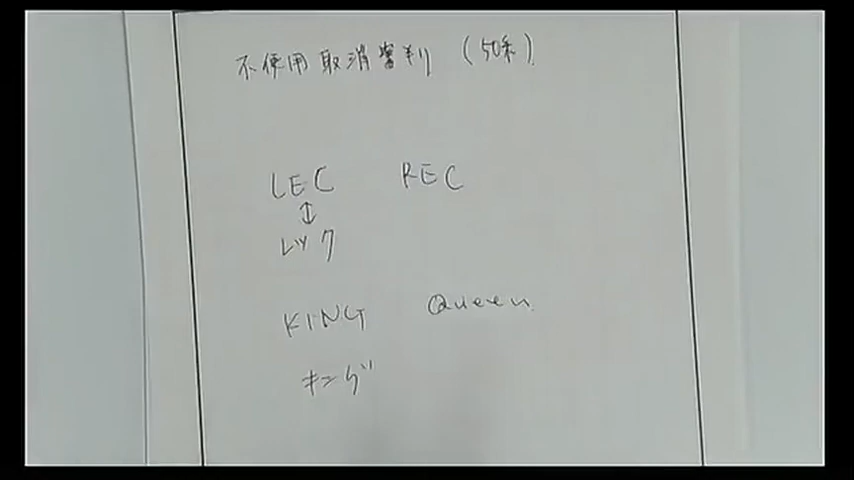 不使用取消審判 (50条)
LEC REC
↕
レック
KING Queen
キング